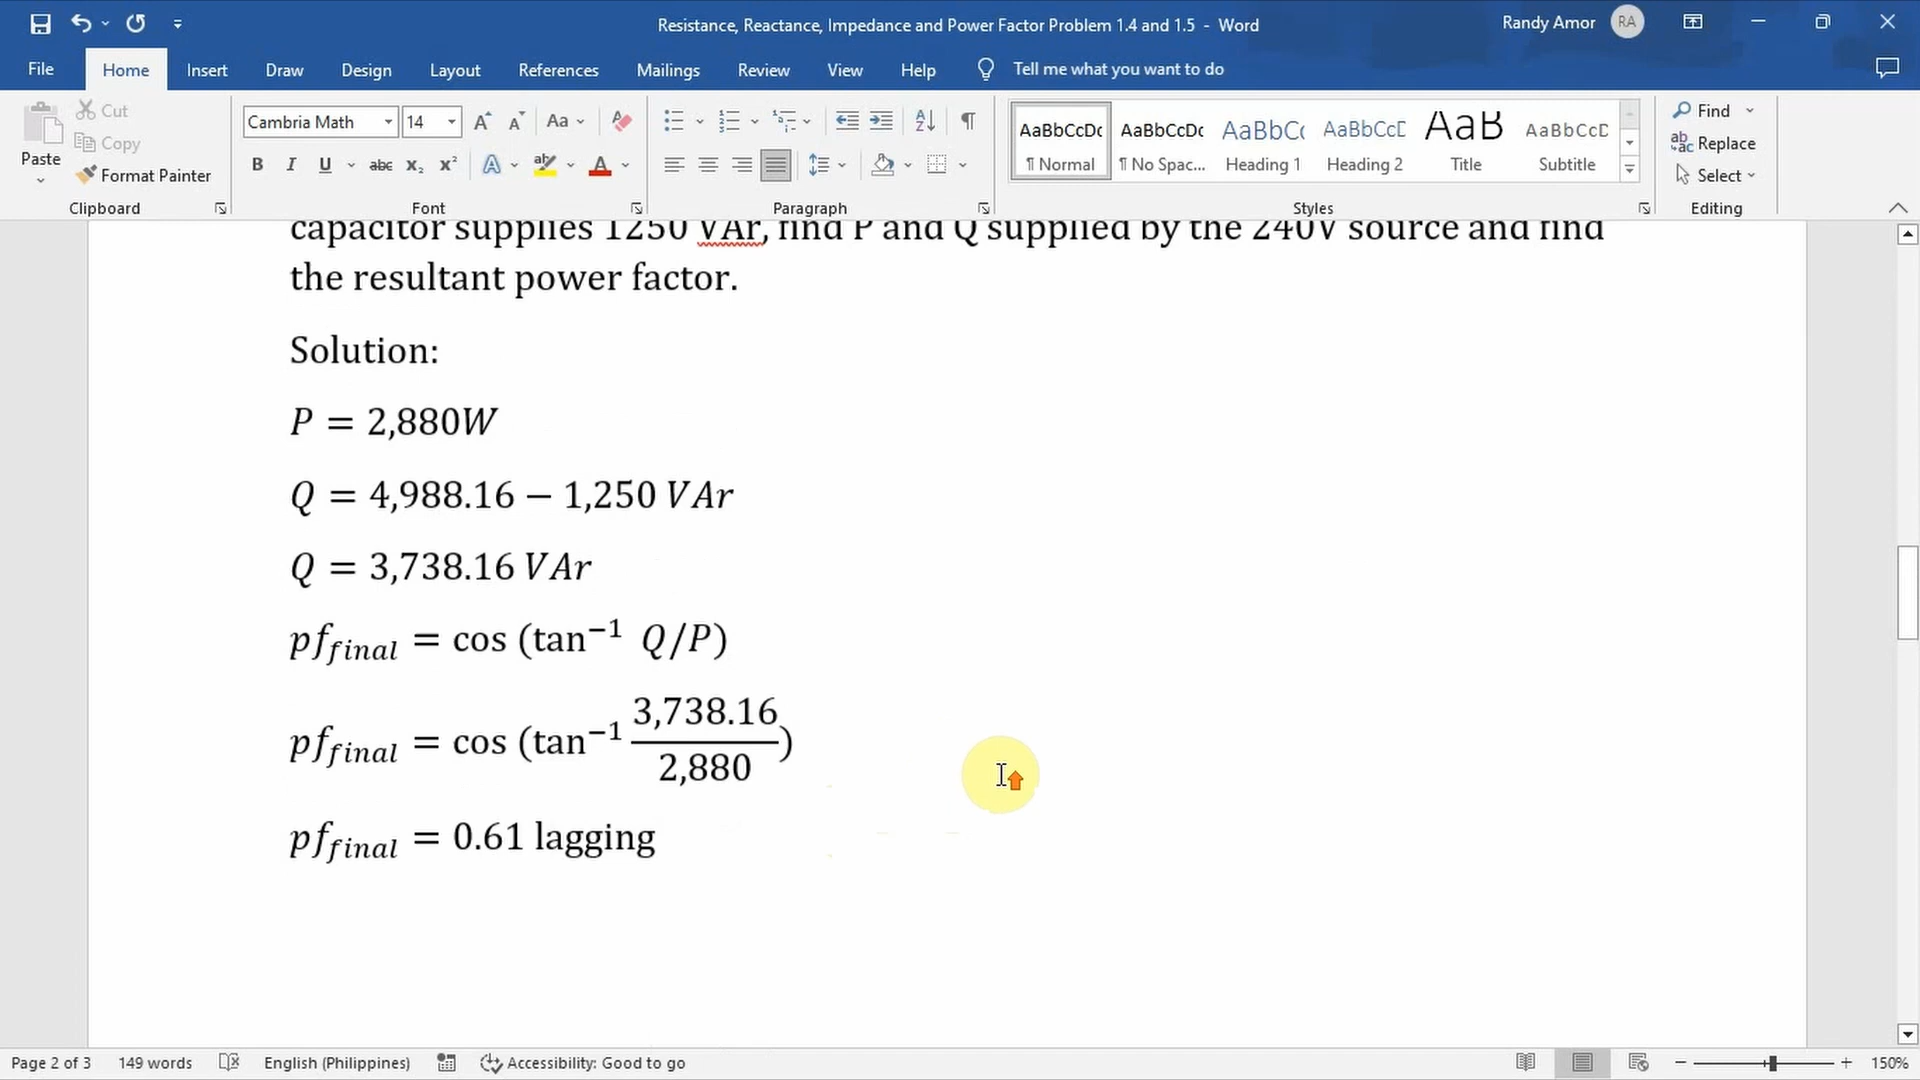 Resistance, Reactance, Impedance and Power Factor Problem 1.4 and 1.5 - Word
Randy Amor
RA
File Home Insert Draw Design Layout References Mailings Review View Help Tell me what you want to do
Paste
Cut
Copy
Format Painter
Clipboard
Cambria Math 14
Font
Paragraph
AaBbCcDc AaBbCcDc AaBbC( AaBbCcD AaB AaBbCcD
¶ Normal ¶ No Spac... Heading 1 Heading 2 Title Subtitle
Styles
Find
Replace
Select
Editing
capacitor supplies 1250 VAr, find P and Q supplied by the 240V source and find
the resultant power factor.
Solution:
P = 2,880W
Q = 4,988.16 − 1,250 VAr
Q = 3,738.16 VAr
pf_final = cos (tan⁻¹ Q/P)
pf_final = cos (tan⁻¹ 3,738.16/2,880)
pf_final = 0.61 lagging
Page 2 of 3 149 words English (Philippines) Accessibility: Good to go 150%